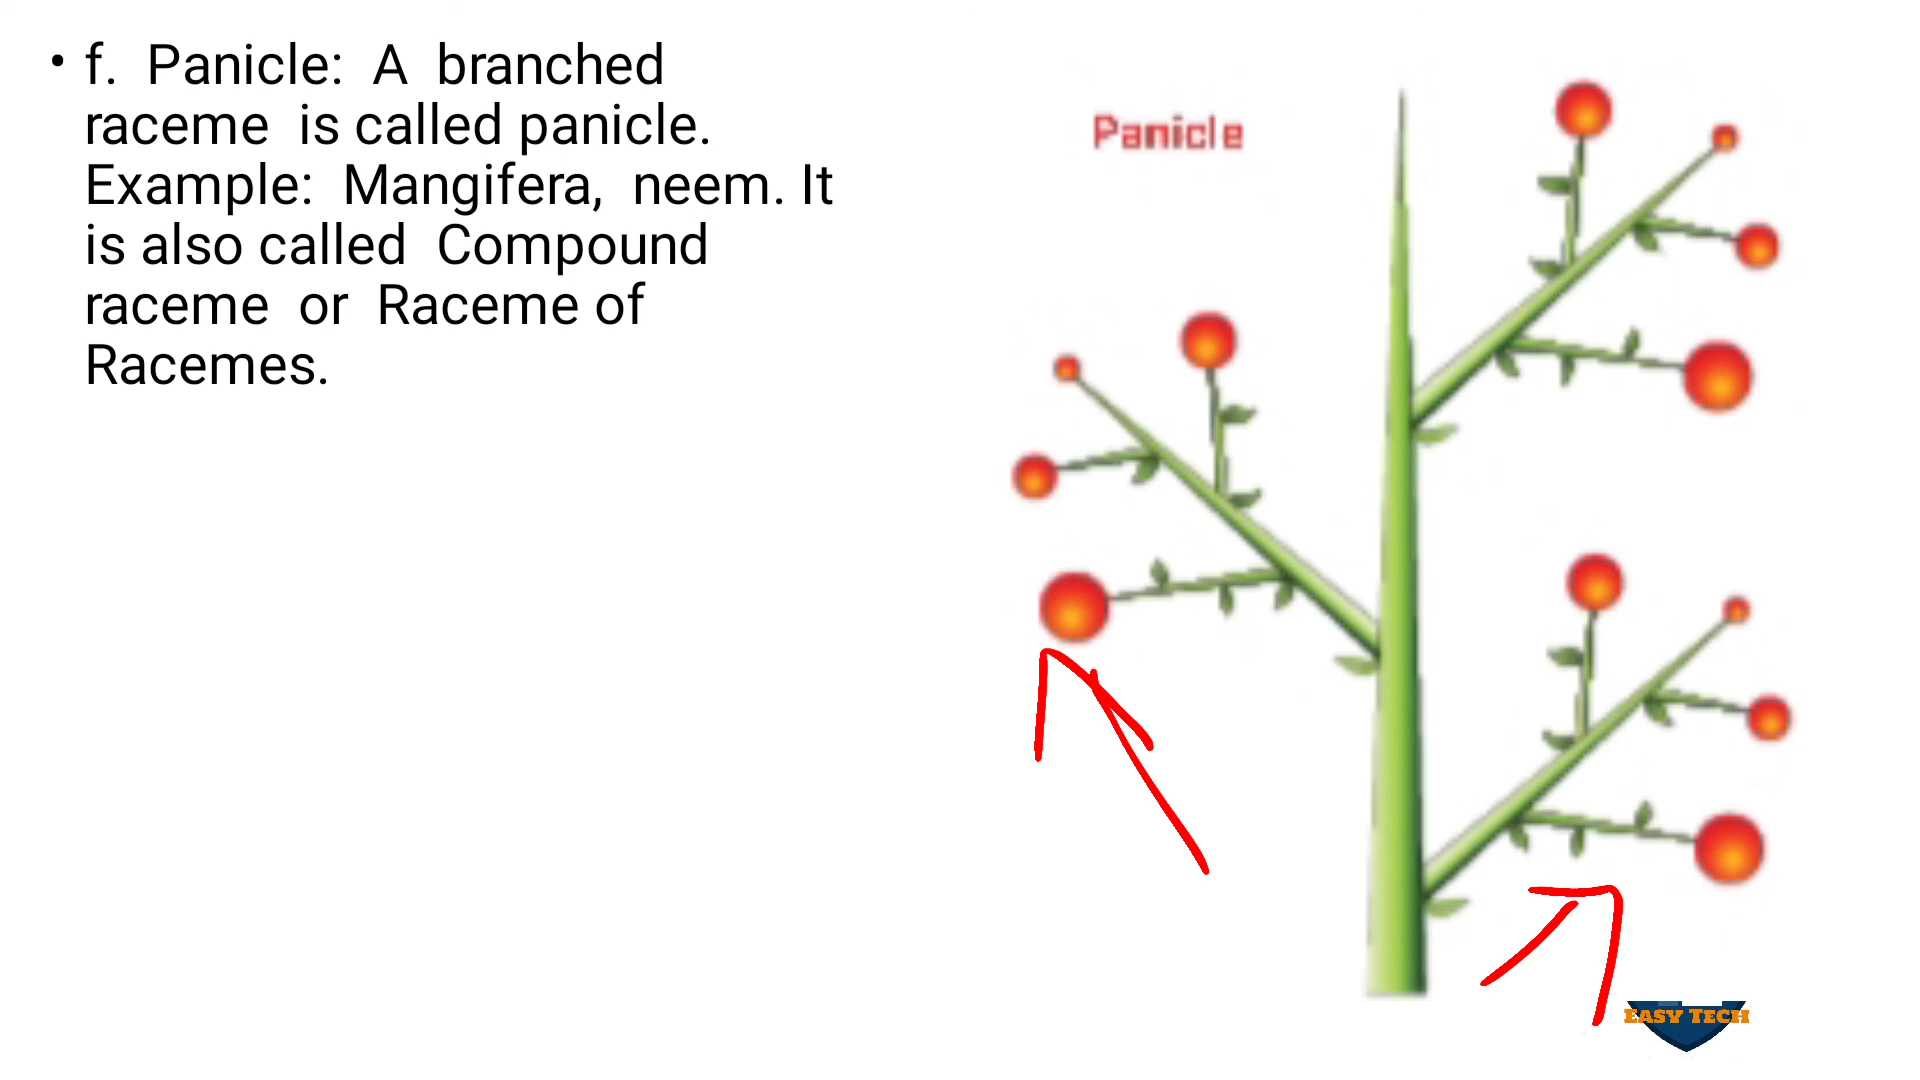 • f. Panicle: A branched
raceme is called panicle.
Example: Mangifera, neem. It
is also called Compound
raceme or Raceme of
Racemes.
Panicle
EASY TECH